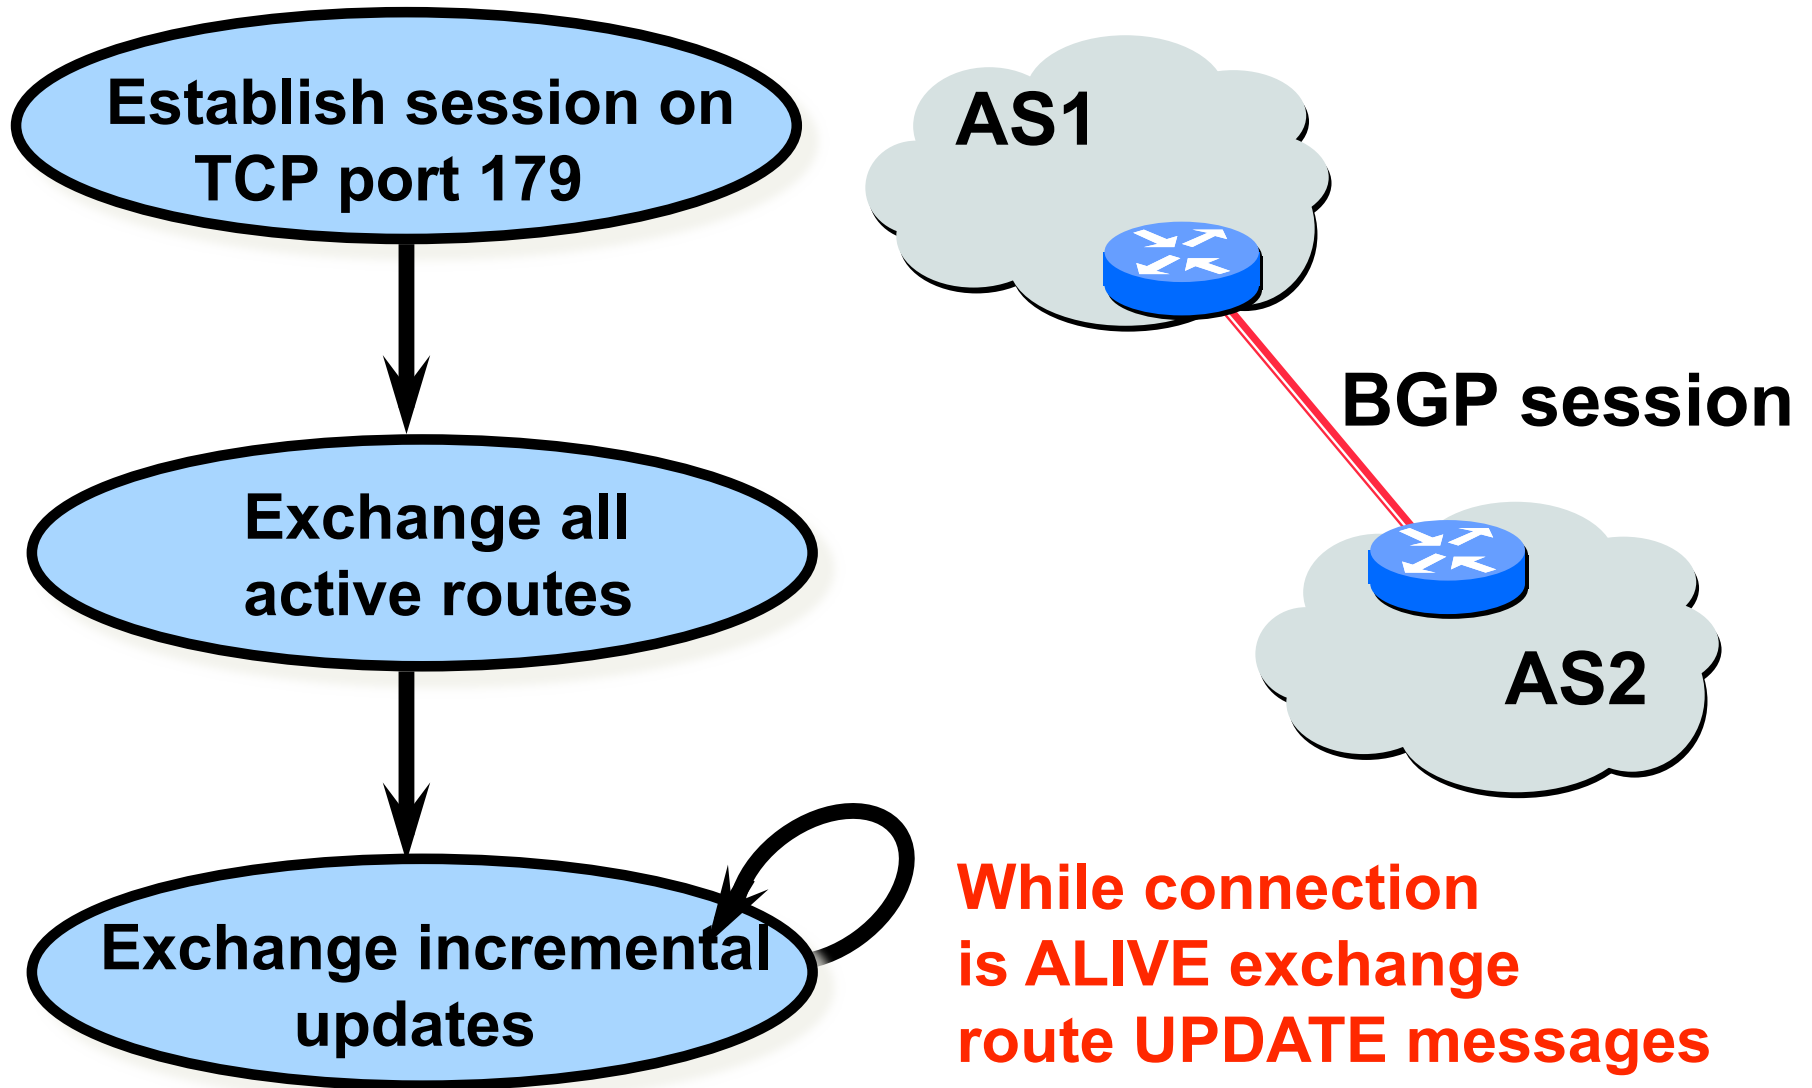 Establish session on
TCP port 179
AS1
BGP session
Exchange all
active routes
AS2
Exchange incremental
updates
While connection
is ALIVE exchange
route UPDATE messages